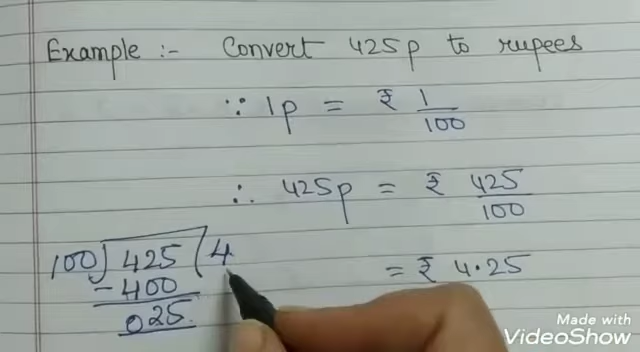 Example :- Convert 425p to rupees
∵ 1p = ₹ 1/100
∴ 425p = ₹ 425/100
= ₹ 4.25
100) 425 (4
- 400
025
Made with
VideoShow